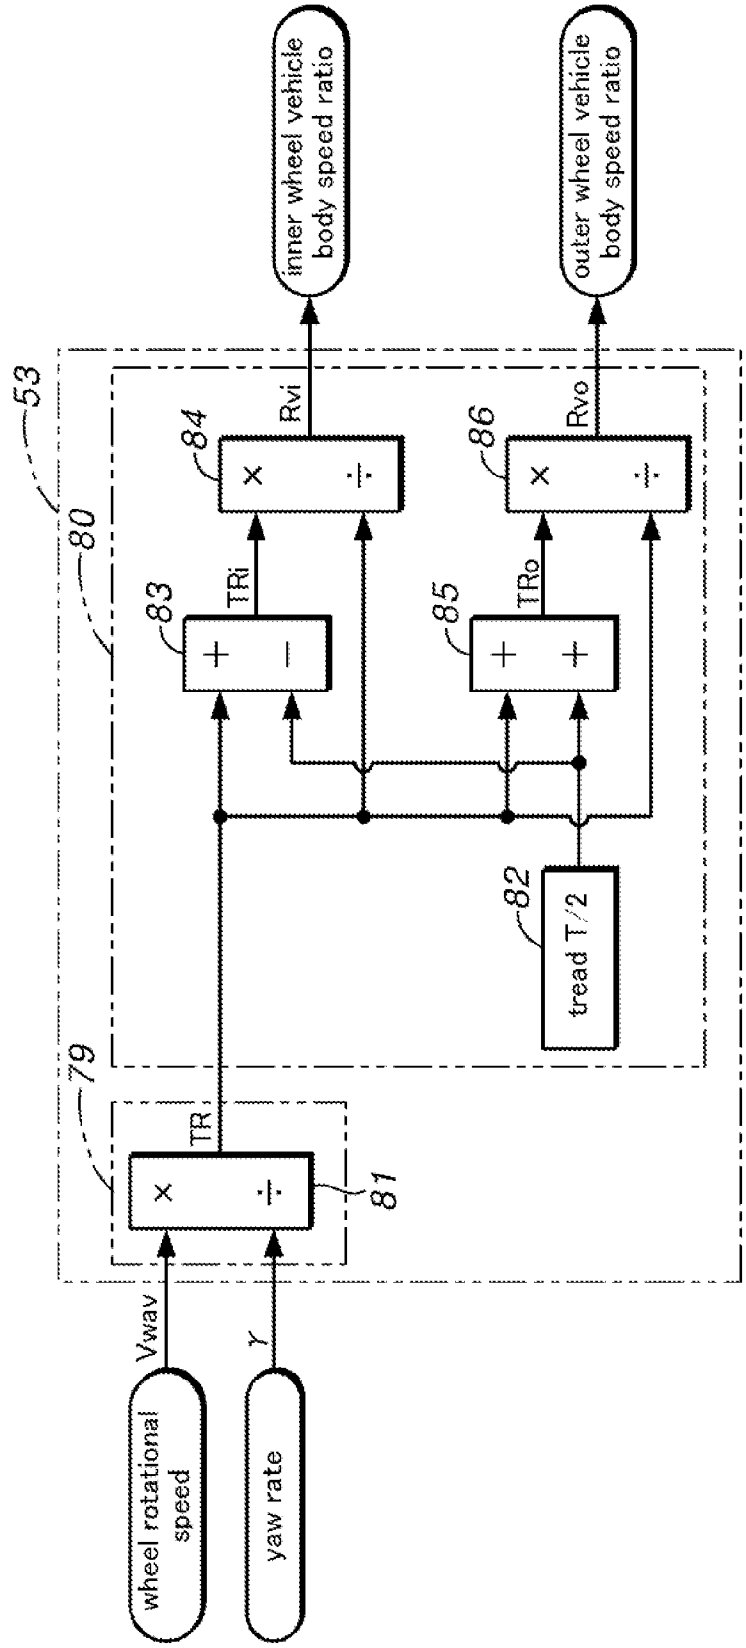 wheel rotational
speed
yaw rate
Vwav
γ
79
×
÷
81
TR
53
80
82
tread T/2
83
+
−
TRi
84
×
÷
Rvi
inner wheel vehicle
body speed ratio
85
+
+
TRo
86
×
÷
Rvo
outer wheel vehicle
body speed ratio